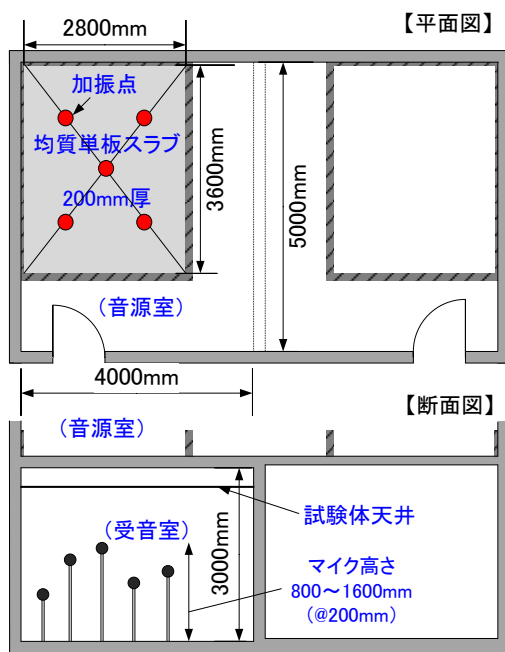 2800mm
【平面図】
加振点
均質単板スラブ
200mm厚
3600mm
5000mm
(音源室)
4000mm
【断面図】
(音源室)
試験体天井
(受音室)
3000mm
マイク高さ
800～1600mm
(@200mm)